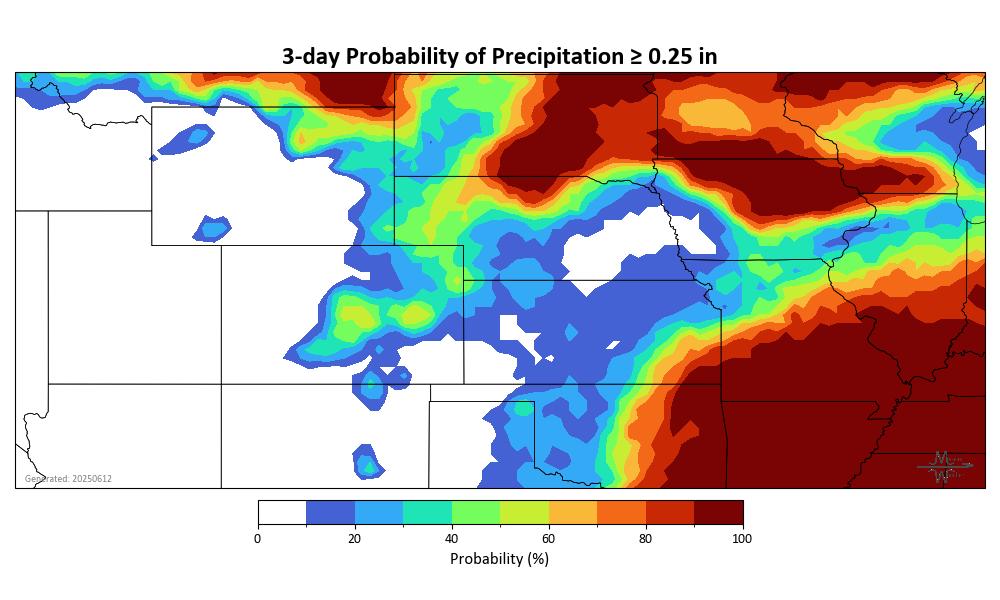 3-day Probability of Precipitation ≥ 0.25 in
Generated: 20250612
0 20 40 60 80 100
Probability (%)